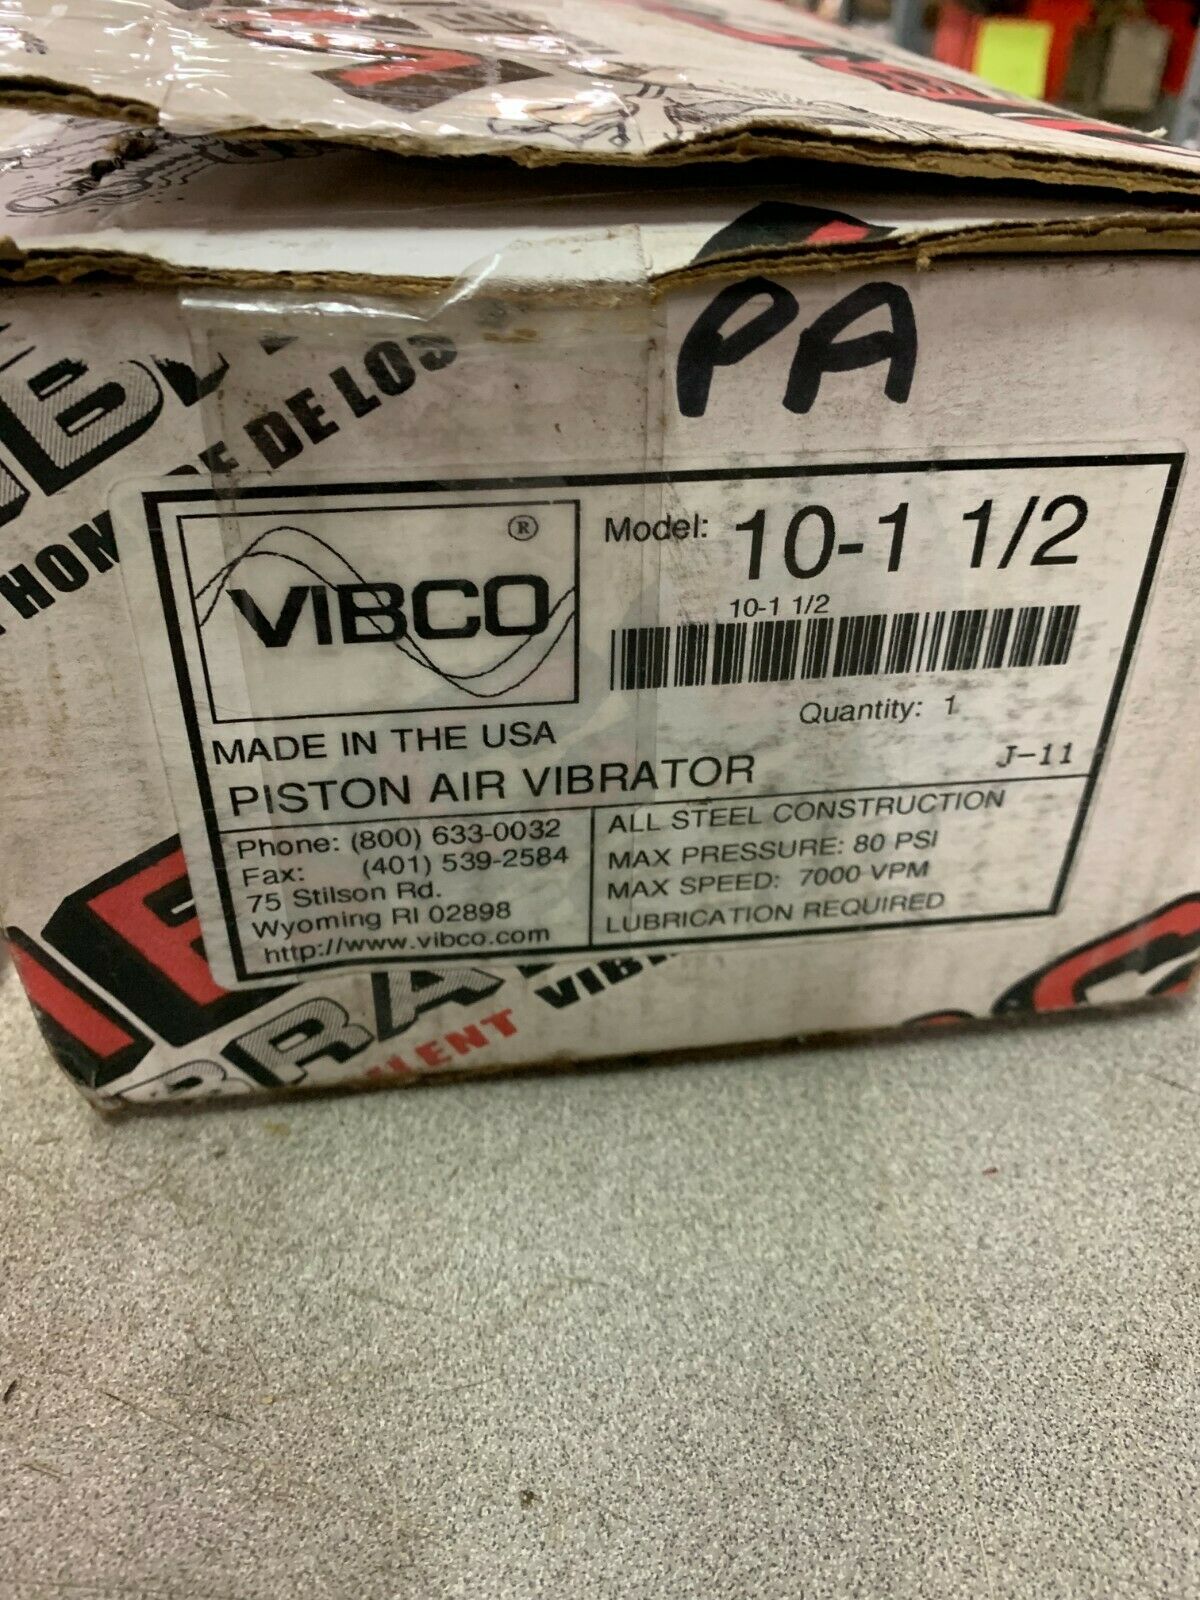 PA
DE LOS
VIBCO
®
Model: 10-1 1/2
10-1 1/2
Quantity: 1
J-11
MADE IN THE USA
PISTON AIR VIBRATOR
Phone: (800) 633-0032
Fax: (401) 539-2584
75 Stilson Rd.
Wyoming RI 02898
http://www.vibco.com
ALL STEEL CONSTRUCTION
MAX PRESSURE: 80 PSI
MAX SPEED: 7000 VPM
LUBRICATION REQUIRED